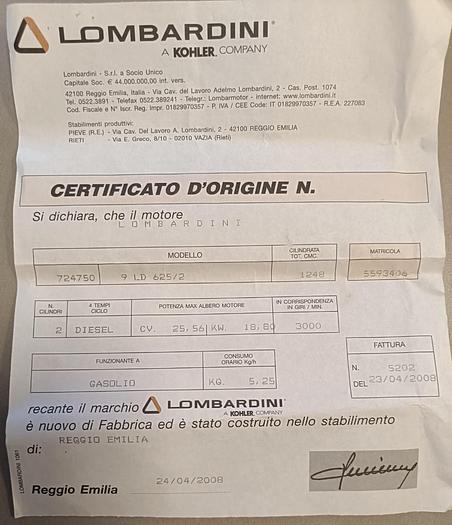 LOMBARDINI®
A KOHLER. COMPANY
Lombardini - S.r.l. a Socio Unico
Capitale Soc. € 44.000.000,00 int. vers.
42100 Reggio Emilia, Italia - Via Cav. del Lavoro Adelmo Lombardini, 2 - Cas. Post. 1074
Tel. 0522.3891 - Telefax 0522.389241 - Telegr.: Lombarmotor - internet: www.lombardini.it
Cod. Fiscale e N° Iscr. Reg. Impr. 01829970357 - P. IVA / CEE Code: IT 01829970357 - R.E.A. 227083
Stabilimenti produttivi:
PIEVE (R.E.) - Via Cav. Del Lavoro A. Lombardini, 2 - 42100 REGGIO EMILIA
RIETI - Via E. Greco, 8/10 - 02010 VAZIA (Rieti)
CERTIFICATO D'ORIGINE N.
Si dichiara, che il motore
LOMBARDINI
MODELLO CILINDRATA TOT. CMC. MATRICOLA
724750 9 LD 625/2 1248 5593406
N. CILINDRI 4 TEMPI CICLO POTENZA MAX ALBERO MOTORE IN CORRISPONDENZA IN GIRI / MIN.
2 DIESEL CV. 25,56 KW. 18,80 3000
FUNZIONANTE A CONSUMO ORARIO Kg/h FATTURA
GASOLIO KG. 5,25 N. 5202
DEL 23/04/2008
recante il marchio LOMBARDINI®
A KOHLER. COMPANY
è nuovo di Fabbrica ed è stato costruito nello stabilimento
di: REGGIO EMILIA
LOMBARDINI 1061
Reggio Emilia 24/04/2008